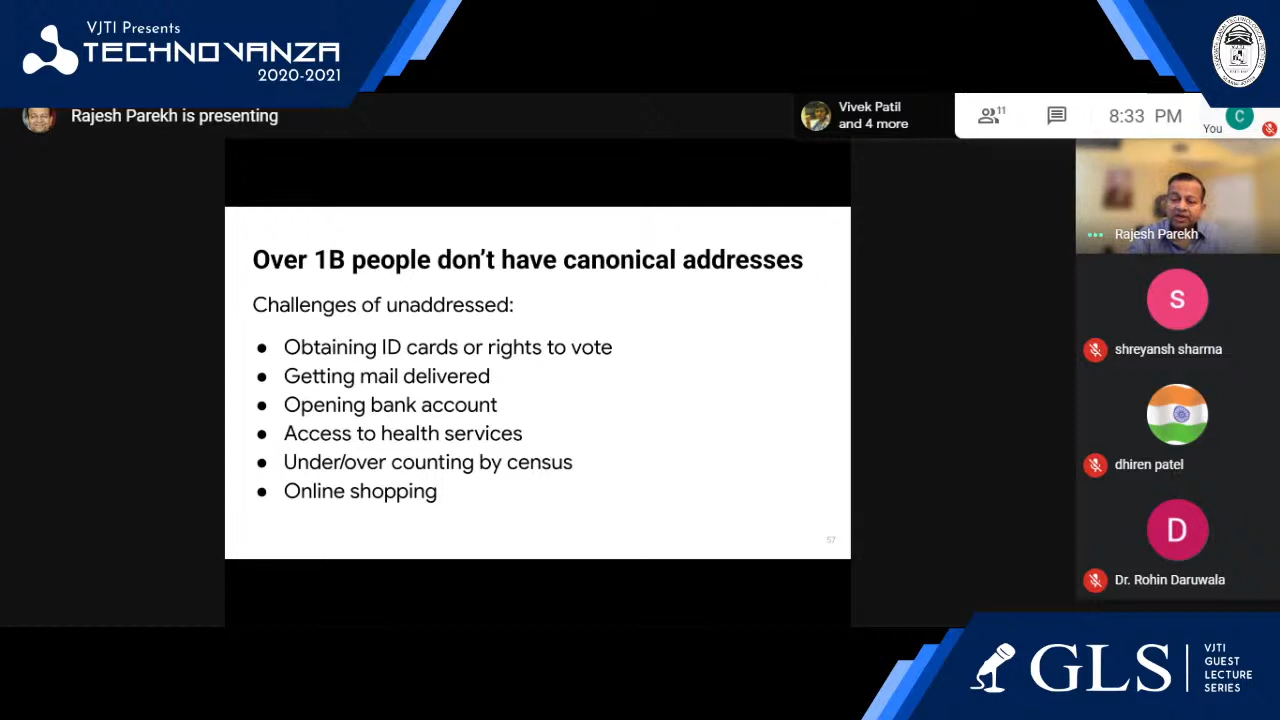 VJTI Presents
TECHNOVANZA
2020-2021
Rajesh Parekh is presenting
Vivek Patil
and 4 more
11
8:33 PM
You
C
Over 1B people don't have canonical addresses
Challenges of unaddressed:
● Obtaining ID cards or rights to vote
● Getting mail delivered
● Opening bank account
● Access to health services
● Under/over counting by census
● Online shopping
57
Rajesh Parekh
S
shreyansh sharma
dhiren patel
D
Dr. Rohin Daruwala
GLS
VJTI
GUEST
LECTURE
SERIES